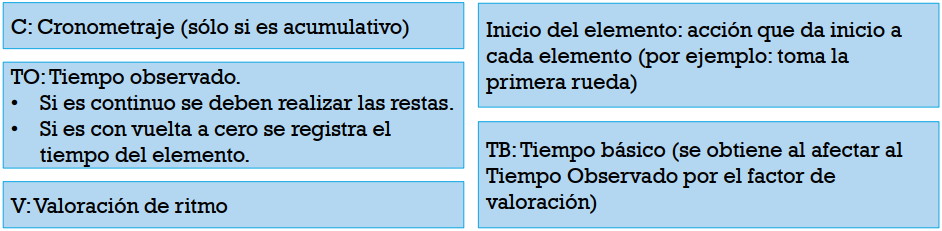 C: Cronometraje (sólo si es acumulativo)
TO: Tiempo observado.
• Si es continuo se deben realizar las restas.
• Si es con vuelta a cero se registra el
tiempo del elemento.
V: Valoración de ritmo
Inicio del elemento: acción que da inicio a
cada elemento (por ejemplo: toma la
primera rueda)
TB: Tiempo básico (se obtiene al afectar al
Tiempo Observado por el factor de
valoración)